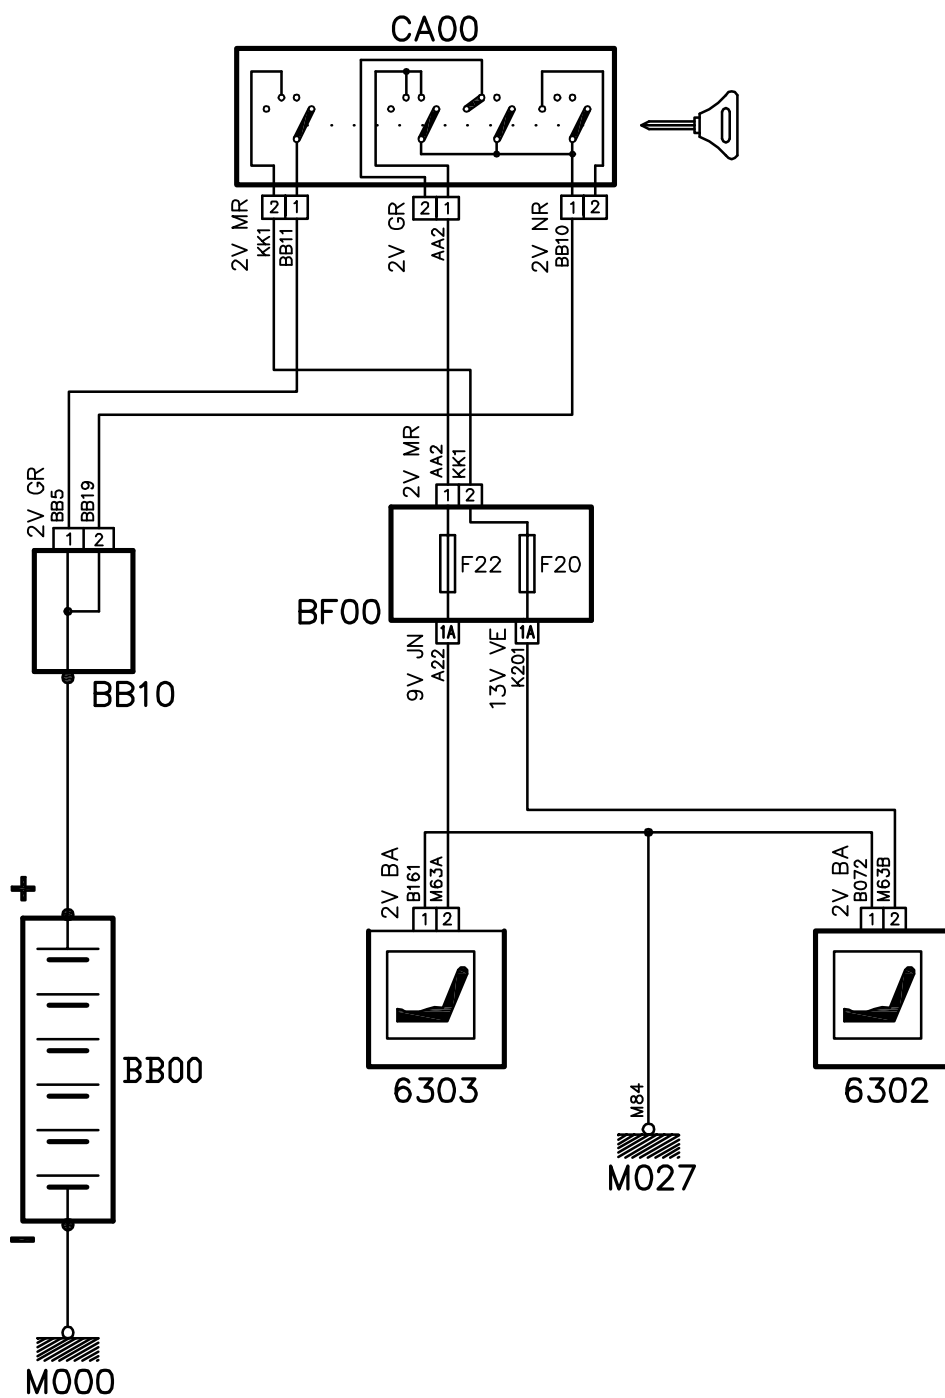 CA00
2 1
2 1
1 2
2V MR
KK1
BB11
2V GR
AA2
2V NR
BB10
2V GR
BB5
BB19
1 2
2V MR
AA2
KK1
1 2
F22
F20
BF00
1A
1A
BB10
9V JN
A22
13V VE
K201
2V BA
B161
M63A
1 2
2V BA
B072
M63B
1 2
+
BB00
6303
6302
M84
M027
-
M000